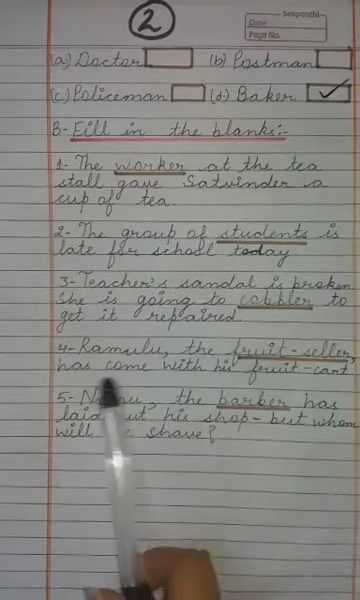 2
Saipoothi
Date
Page No.
(a) Doctor (b) Postman
(c) Policeman (d) Baker ✓
B- Fill in the blanks:-
1- The worker at the tea
stall gave Satvinder a
cup of tea.
2- The group of students is
late for school today
3- Teacher's sandal is broken
She is going to cobbler to
get it repaired.
4- Ramulu, the fruit-seller,
has come with his fruit-cart.
5- the barber has
laid out his shop- but whom
will shave?